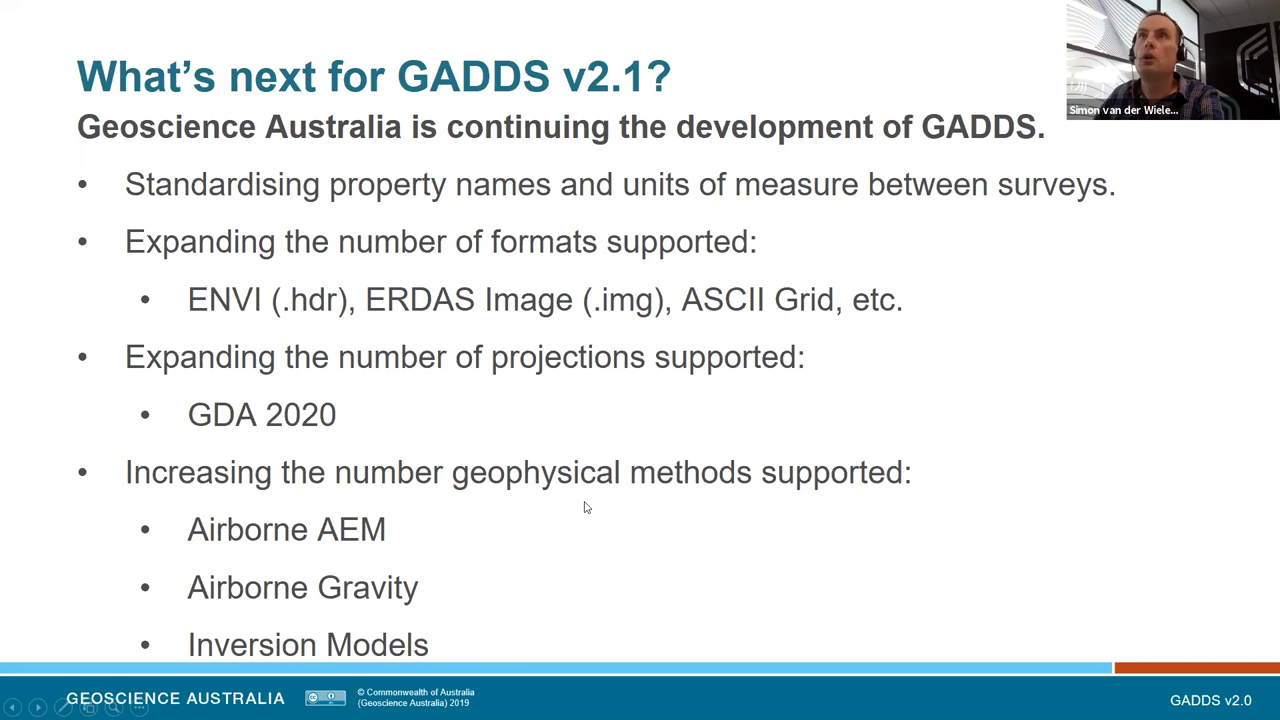 What's next for GADDS v2.1?
Geoscience Australia is continuing the development of GADDS.
• Standardising property names and units of measure between surveys.
• Expanding the number of formats supported:
• ENVI (.hdr), ERDAS Image (.img), ASCII Grid, etc.
• Expanding the number of projections supported:
• GDA 2020
• Increasing the number geophysical methods supported:
• Airborne AEM
• Airborne Gravity
• Inversion Models
Simon van der Wiele...
GEOSCIENCE AUSTRALIA
© Commonwealth of Australia
(Geoscience Australia) 2019
GADDS v2.0